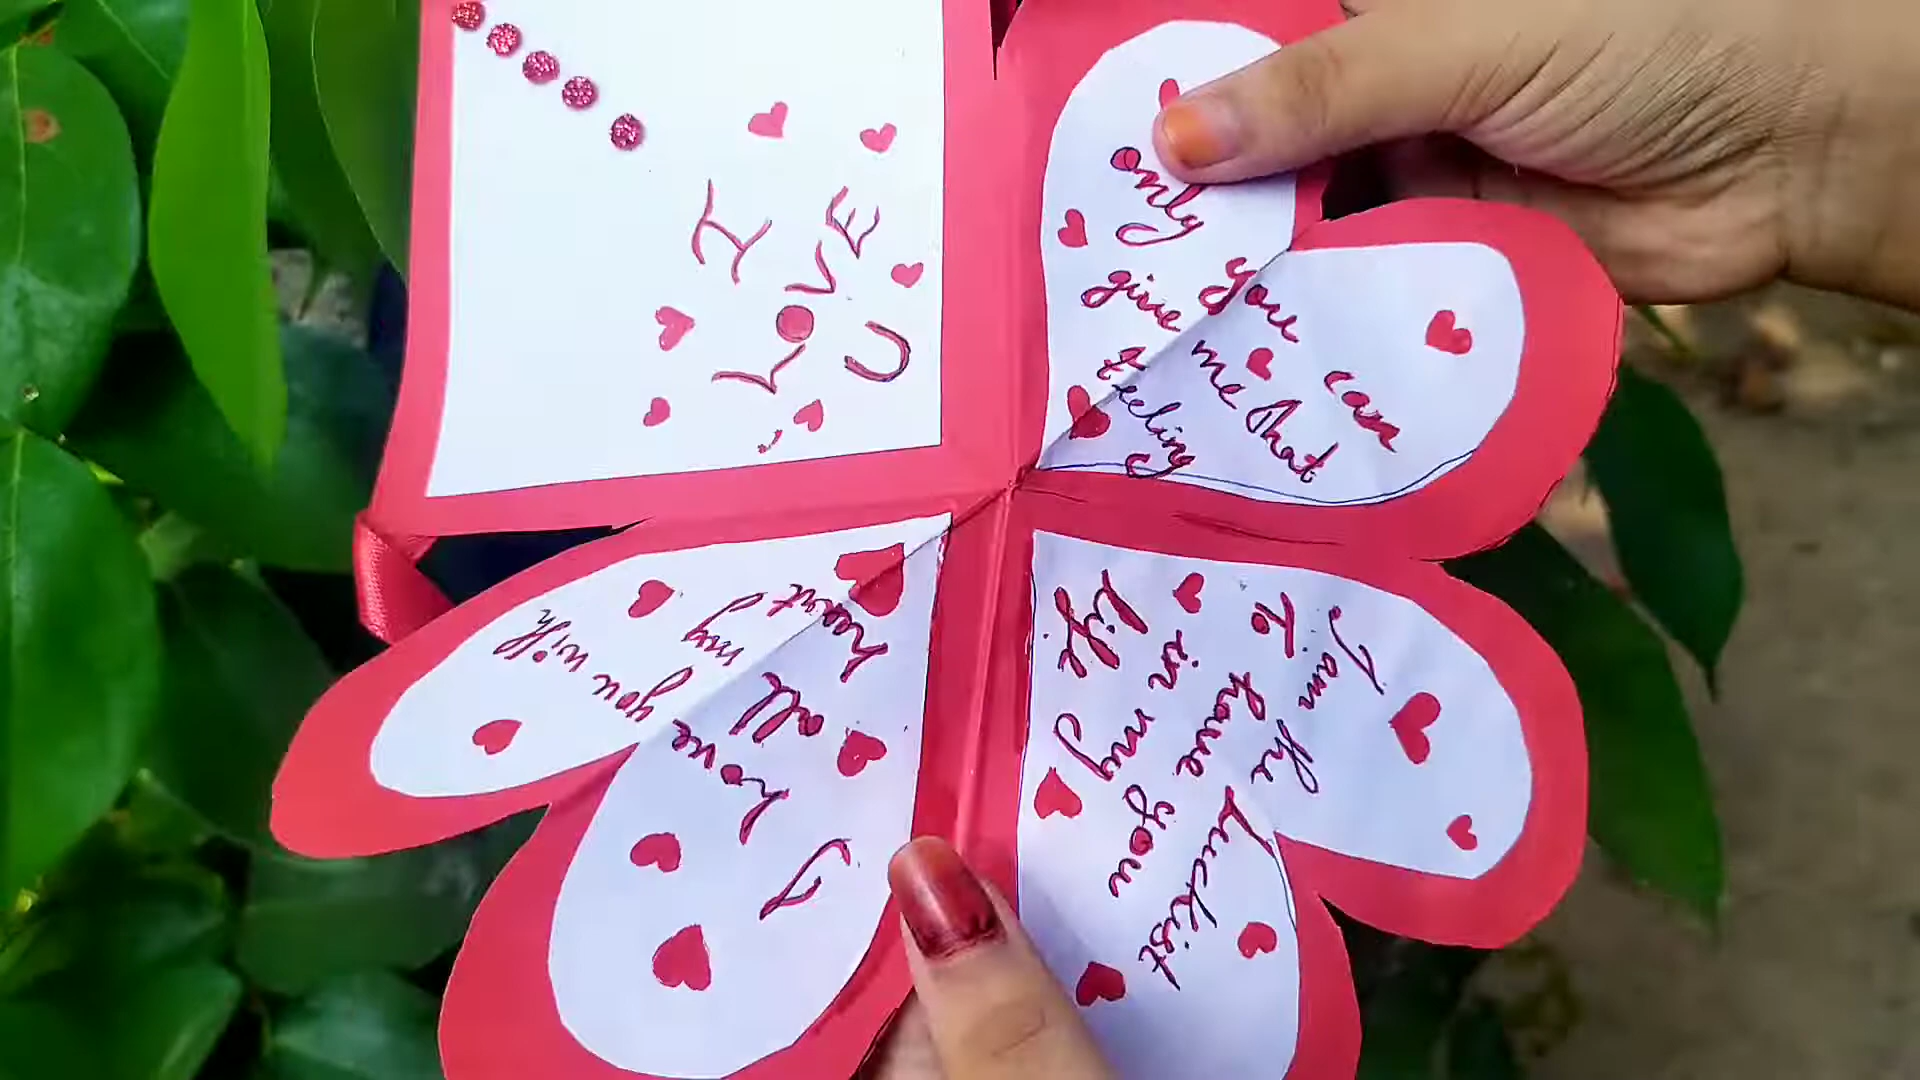 I
LOVE
U
only you can
give me that
feeling
I am the Luckist
To have you
in my
life
I love you with
all my
heart